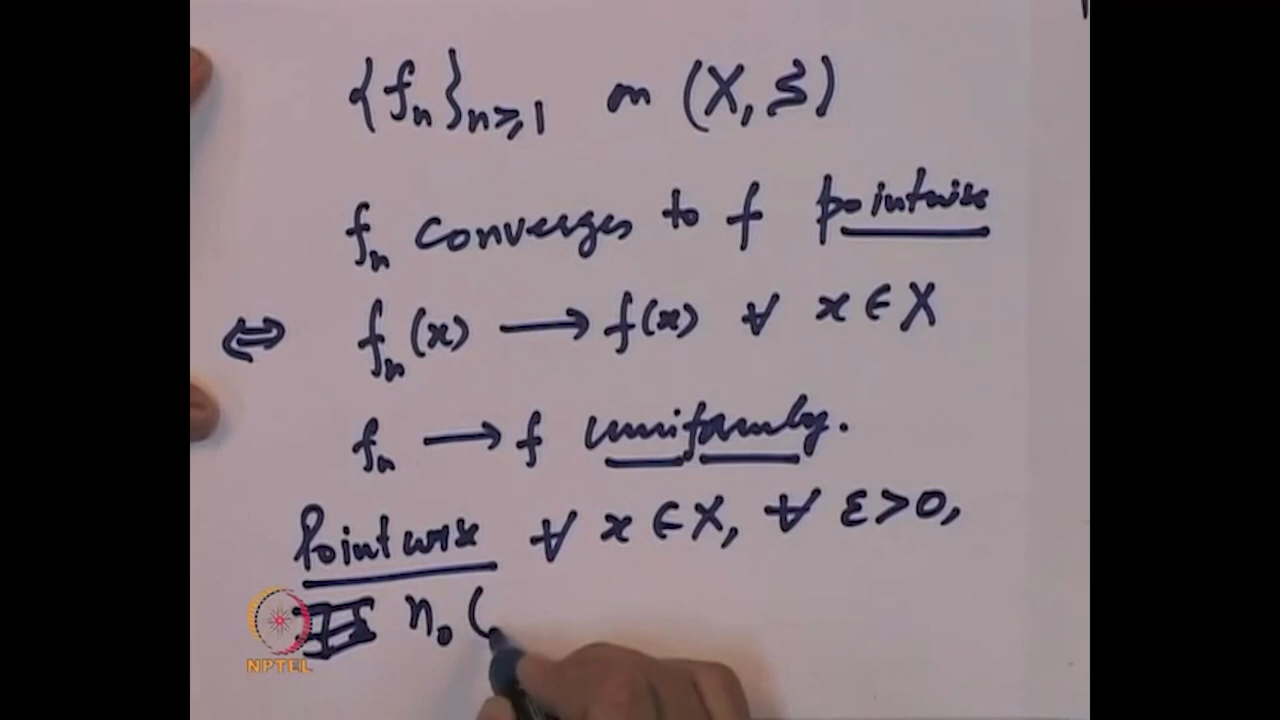 {fₙ}ₙ≥₁ on (X, S)
fₙ converges to f pointwise
⇔ fₙ(x) ⟶ f(x) ∀ x ∈ X
fₙ ⟶ f uniformly.
Pointwise ∀ x ∈ X, ∀ ε > 0,
n₀ (
NPTEL